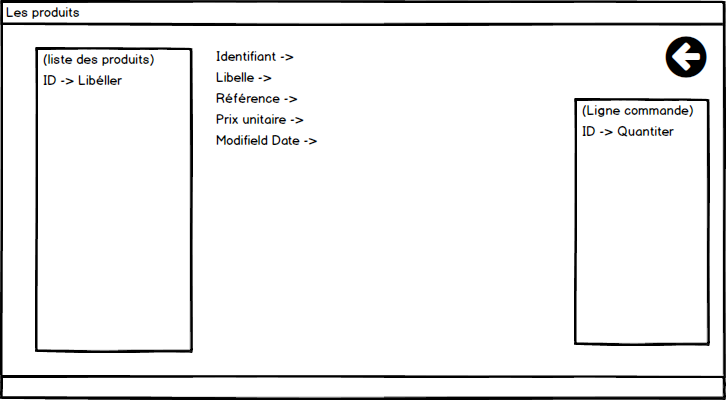 Les produits
(liste des produits)
ID -> Libéller
Identifiant ->
Libelle ->
Référence ->
Prix unitaire ->
Modifield Date ->
(Ligne commande)
ID -> Quantiter